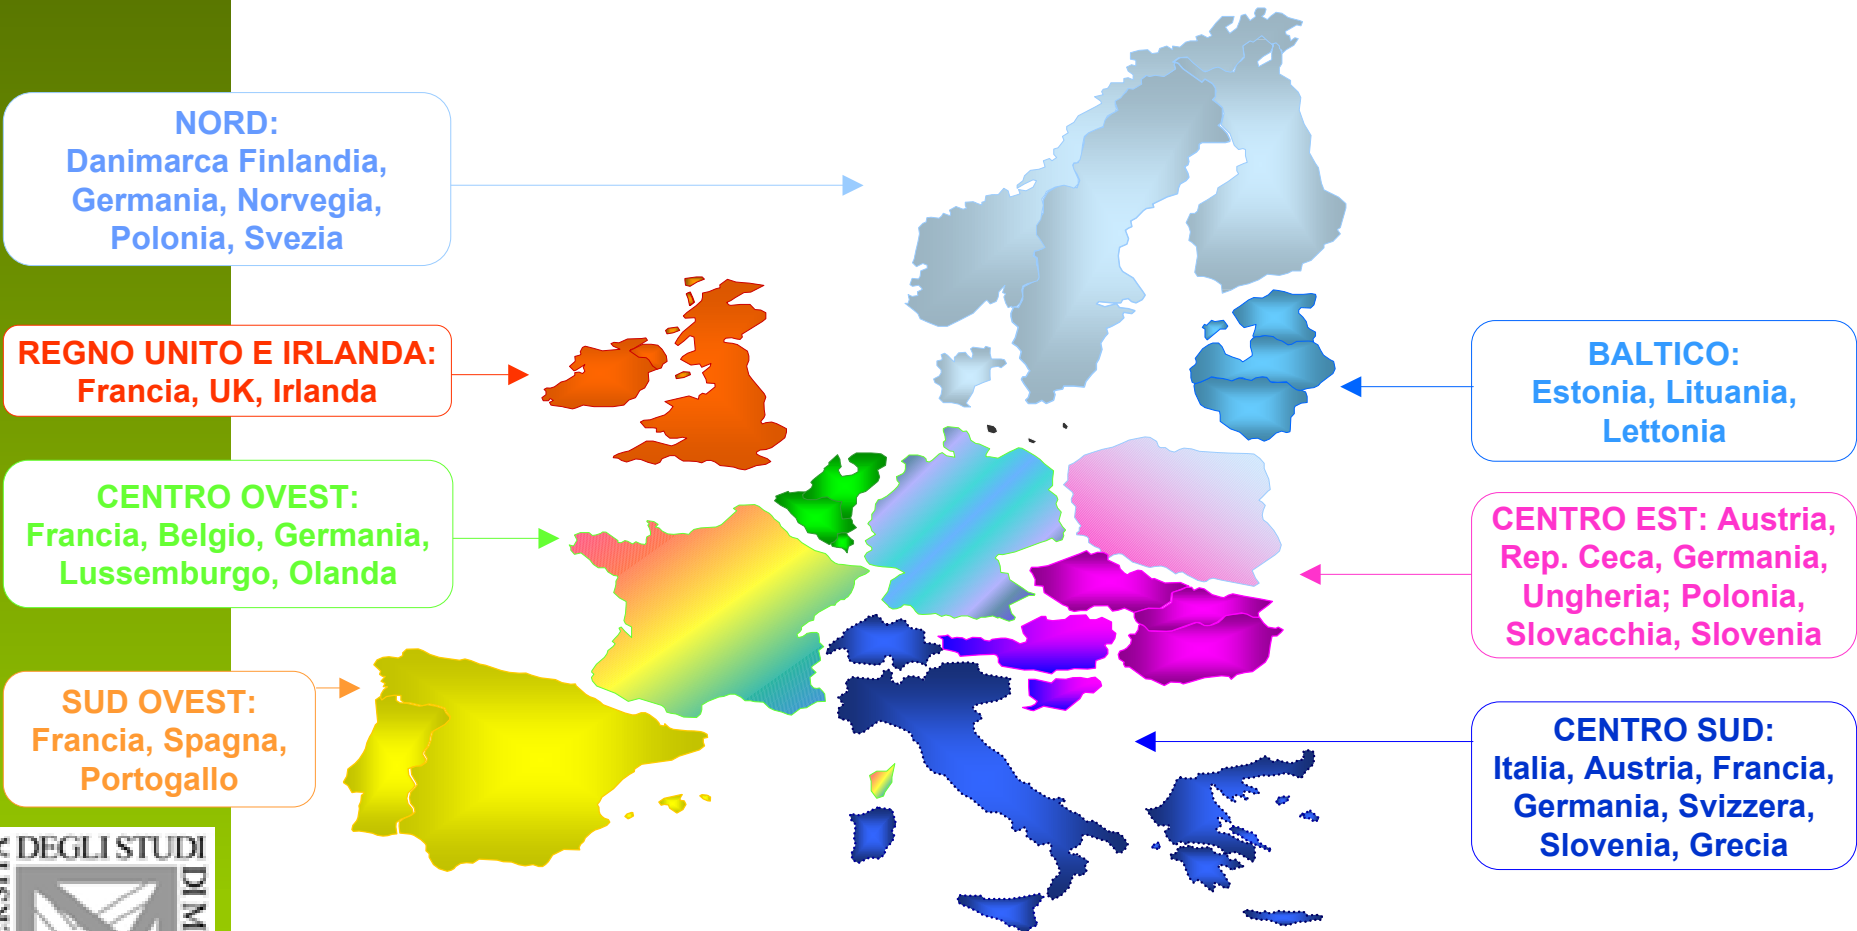 NORD:
Danimarca Finlandia,
Germania, Norvegia,
Polonia, Svezia
REGNO UNITO E IRLANDA:
Francia, UK, Irlanda
CENTRO OVEST:
Francia, Belgio, Germania,
Lussemburgo, Olanda
SUD OVEST:
Francia, Spagna,
Portogallo
BALTICO:
Estonia, Lituania,
Lettonia
CENTRO EST: Austria,
Rep. Ceca, Germania,
Ungheria; Polonia,
Slovacchia, Slovenia
CENTRO SUD:
Italia, Austria, Francia,
Germania, Svizzera,
Slovenia, Grecia
DEGLI STUDI
DI M